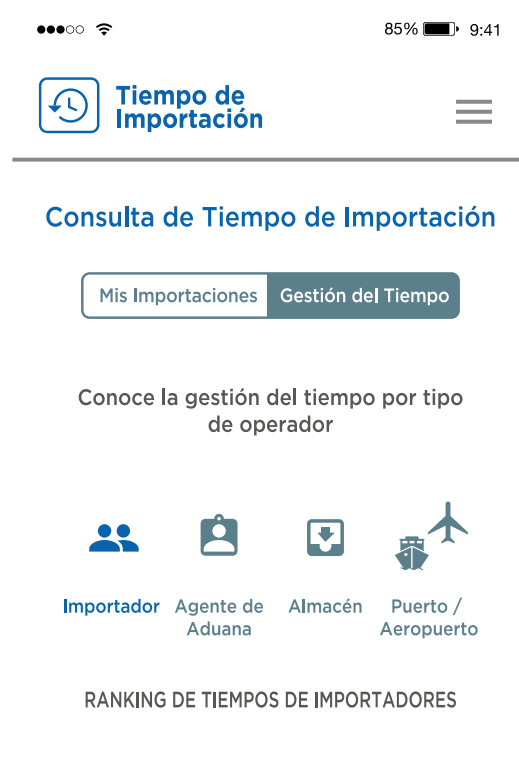 85% 9:41
Tiempo de
Importación
Consulta de Tiempo de Importación
Mis Importaciones Gestión del Tiempo
Conoce la gestión del tiempo por tipo
de operador
Importador Agente de Almacén Puerto /
Aduana Aeropuerto
RANKING DE TIEMPOS DE IMPORTADORES